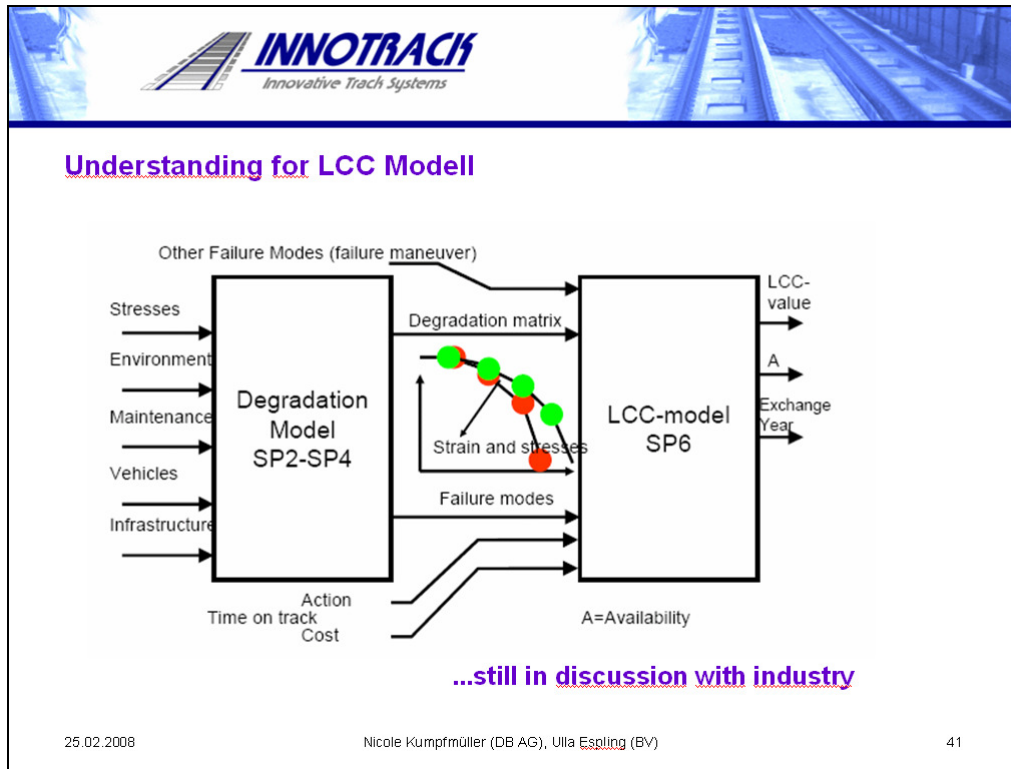 INNOTRACK
Innovative Track Systems
Understanding for LCC Modell
Other Failure Modes (failure maneuver)
Stresses
Environment
Maintenance
Vehicles
Infrastructure
Degradation
Model
SP2-SP4
Degradation matrix
Strain and stresses
Failure modes
Action
Time on track
Cost
LCC-model
SP6
LCC-
value
A
Exchange
Year
A=Availability
...still in discussion with industry
25.02.2008
Nicole Kumpfmüller (DB AG), Ulla Espling (BV)
41